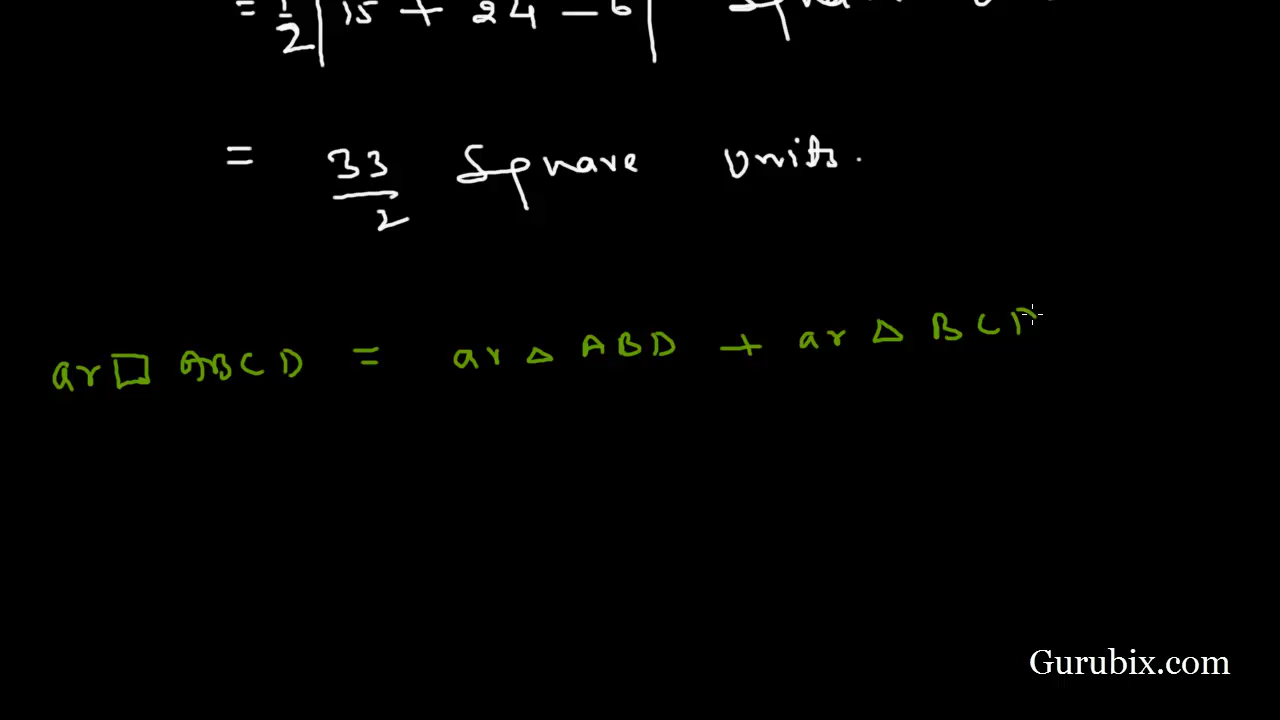 = 1/2 | 15 + 24 - 6 |
= 33/2 Square units.
ar □ ABCD = ar Δ ABD + ar Δ BCD
Gurubix.com